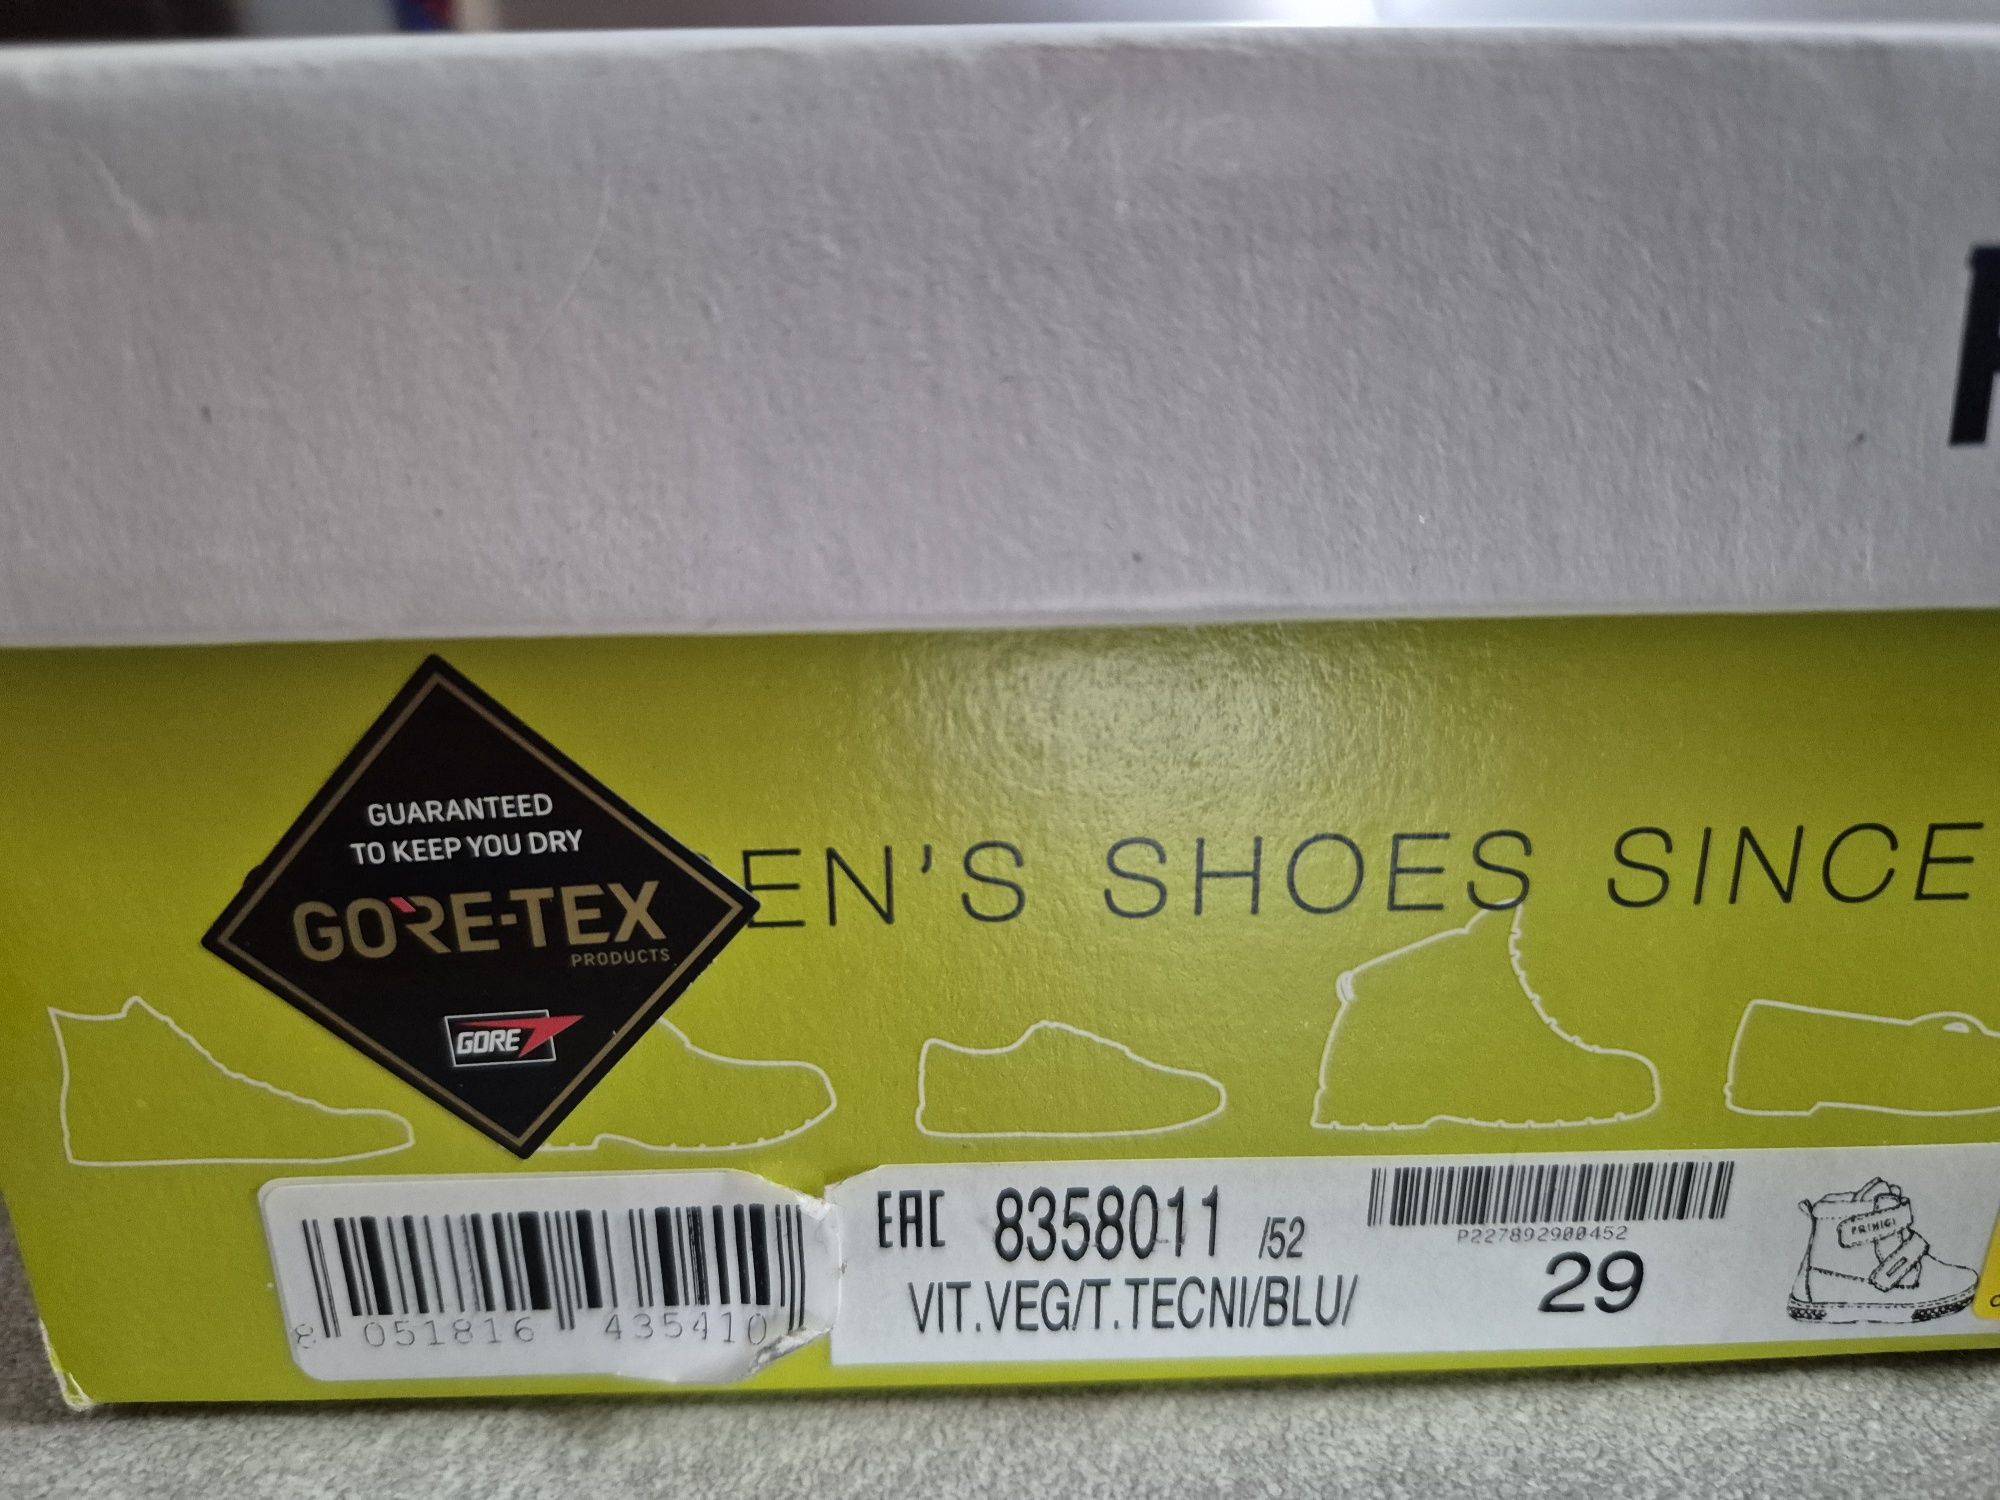 GUARANTEED
TO KEEP YOU DRY
GORE-TEX
PRODUCTS
GORE
EN'S SHOES SINCE
8 051816 435410
EAC 8358011 /52
VIT.VEG/T.TECNI/BLU/
P227892900452
29
PRIMIGI